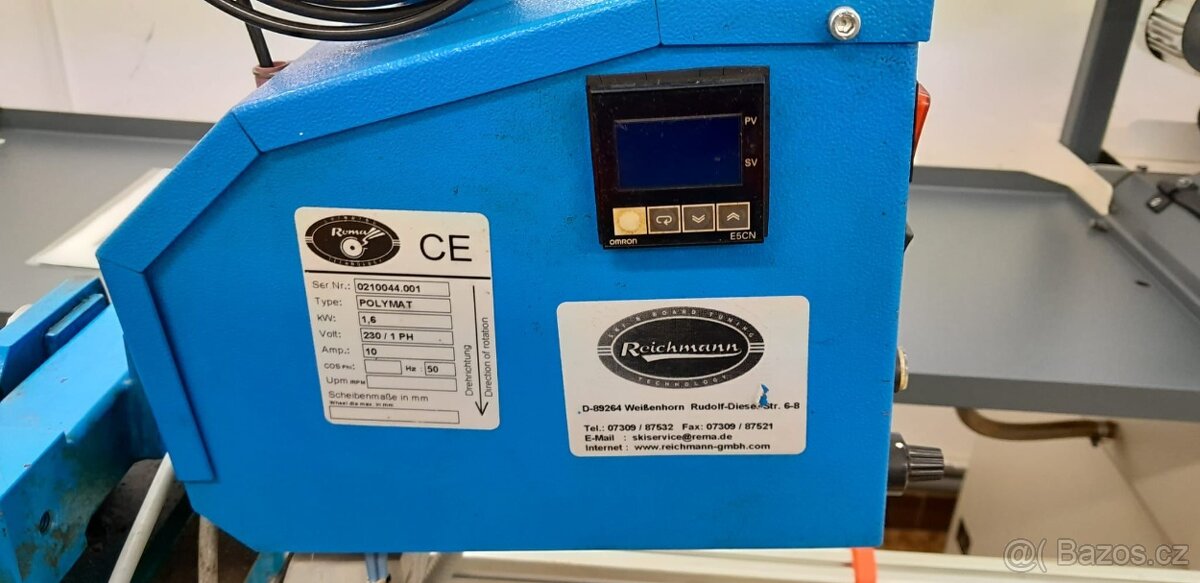 PV
SV
OMRON
E5CN
Rema
CE
Ser.Nr.: 0210044.001
Type: POLYMAT
kW: 1,6
Volt: 230 / 1 PH
Amp.: 10
COS PHI: Hz : 50
Upm /RPM
Scheibenmaße in mm
Wheel dia max. in mm
Drehrichtung
Direction of rotation
SKI & BOARD TUNING
Reichmann
TECHNOLOGY
D-89264 Weißenhorn Rudolf-Diesel-Str. 6-8
Tel.: 07309 / 87532 Fax: 07309 / 87521
E-Mail : skiservice@rema.de
Internet : www.reichmann-gmbh.com
@( Bazos.cz